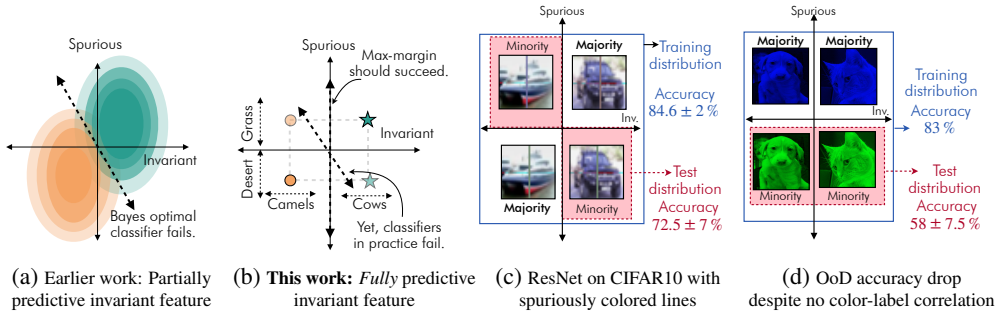 Spurious
Invariant
Bayes optimal
classifier fails.
(a) Earlier work: Partially
predictive invariant feature
Spurious
Max-margin
should succeed.
Grass
Invariant
Desert
Camels
Cows
Yet, classifiers
in practice fail.
(b) This work: Fully predictive
invariant feature
Spurious
Minority
Majority
Training
distribution
Accuracy
84.6 ± 2 %
Inv.
Test
distribution
Accuracy
72.5 ± 7 %
Majority
Minority
(c) ResNet on CIFAR10 with
spuriously colored lines
Spurious
Majority
Majority
Training
distribution
Accuracy
83 %
Inv.
Test
distribution
Accuracy
58 ± 7.5 %
Minority
Minority
(d) OoD accuracy drop
despite no color-label correlation